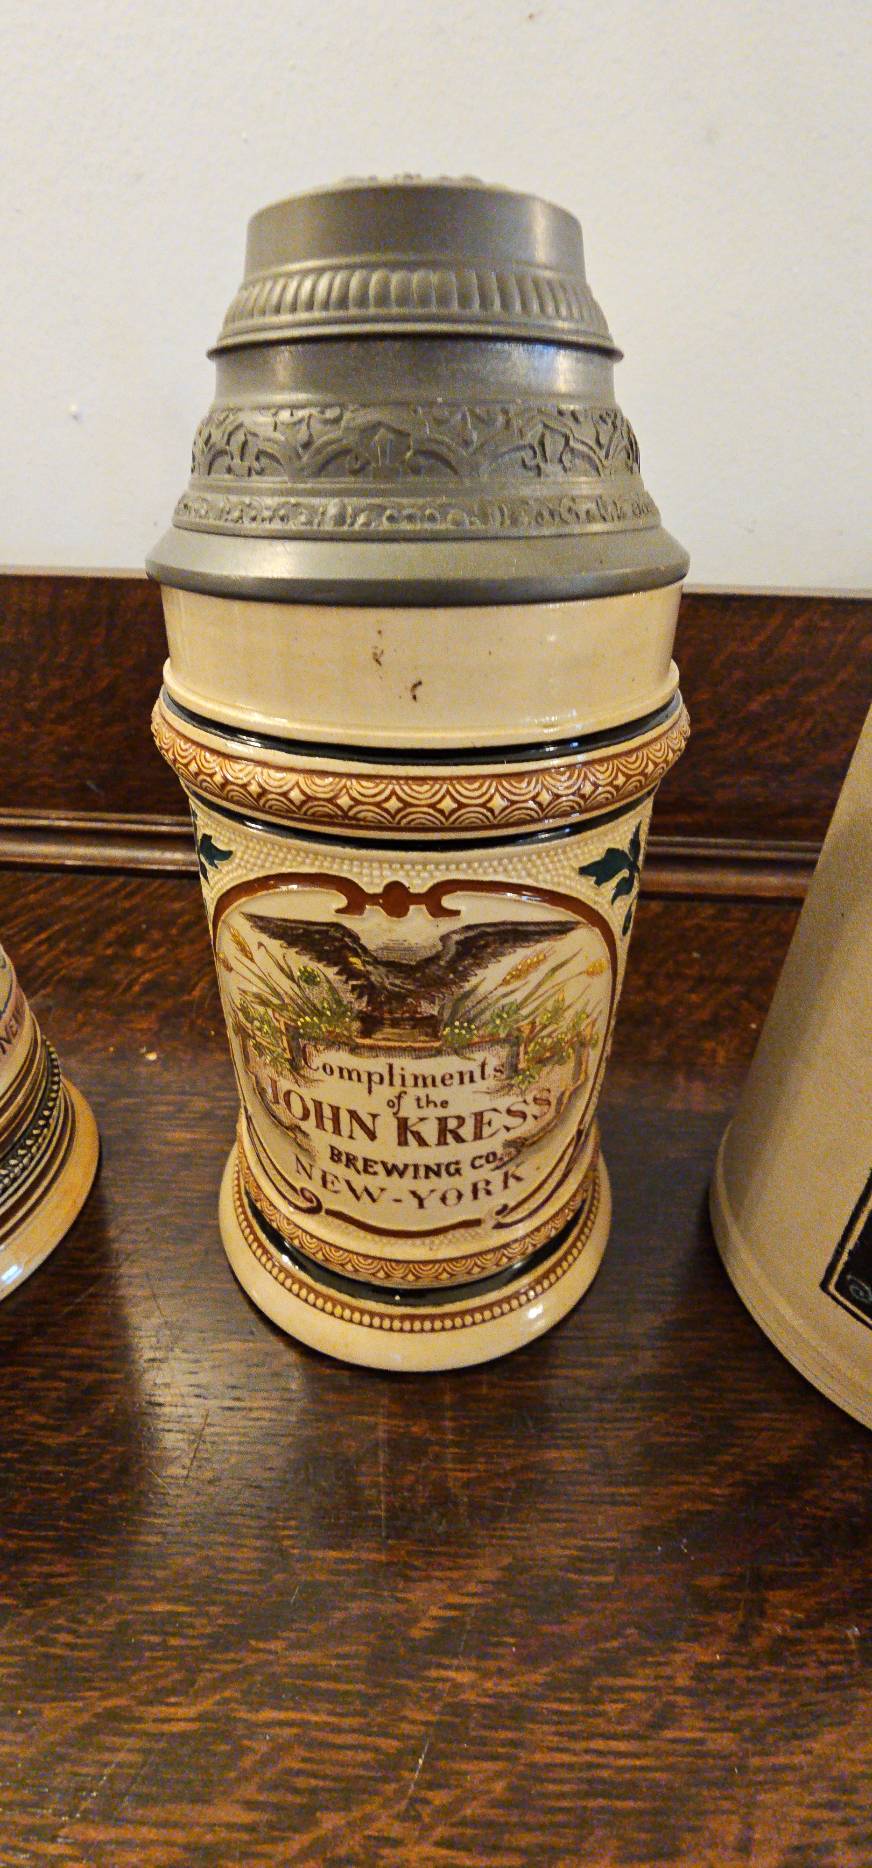 Compliments
of the
JOHN KRESS
BREWING CO.
NEW-YORK.